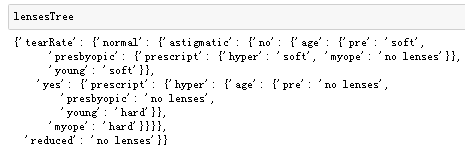 lensesTree
{'tearRate': {'normal': {'astigmatic': {'no': {'age': {'pre': 'soft',
'presbyopic': {'prescript': {'hyper': 'soft', 'myope': 'no lenses'}},
'young': 'soft'}},
'yes': {'prescript': {'hyper': {'age': {'pre': 'no lenses',
'presbyopic': 'no lenses',
'young': 'hard'}},
'myope': 'hard'}}}},
'reduced': 'no lenses'}}